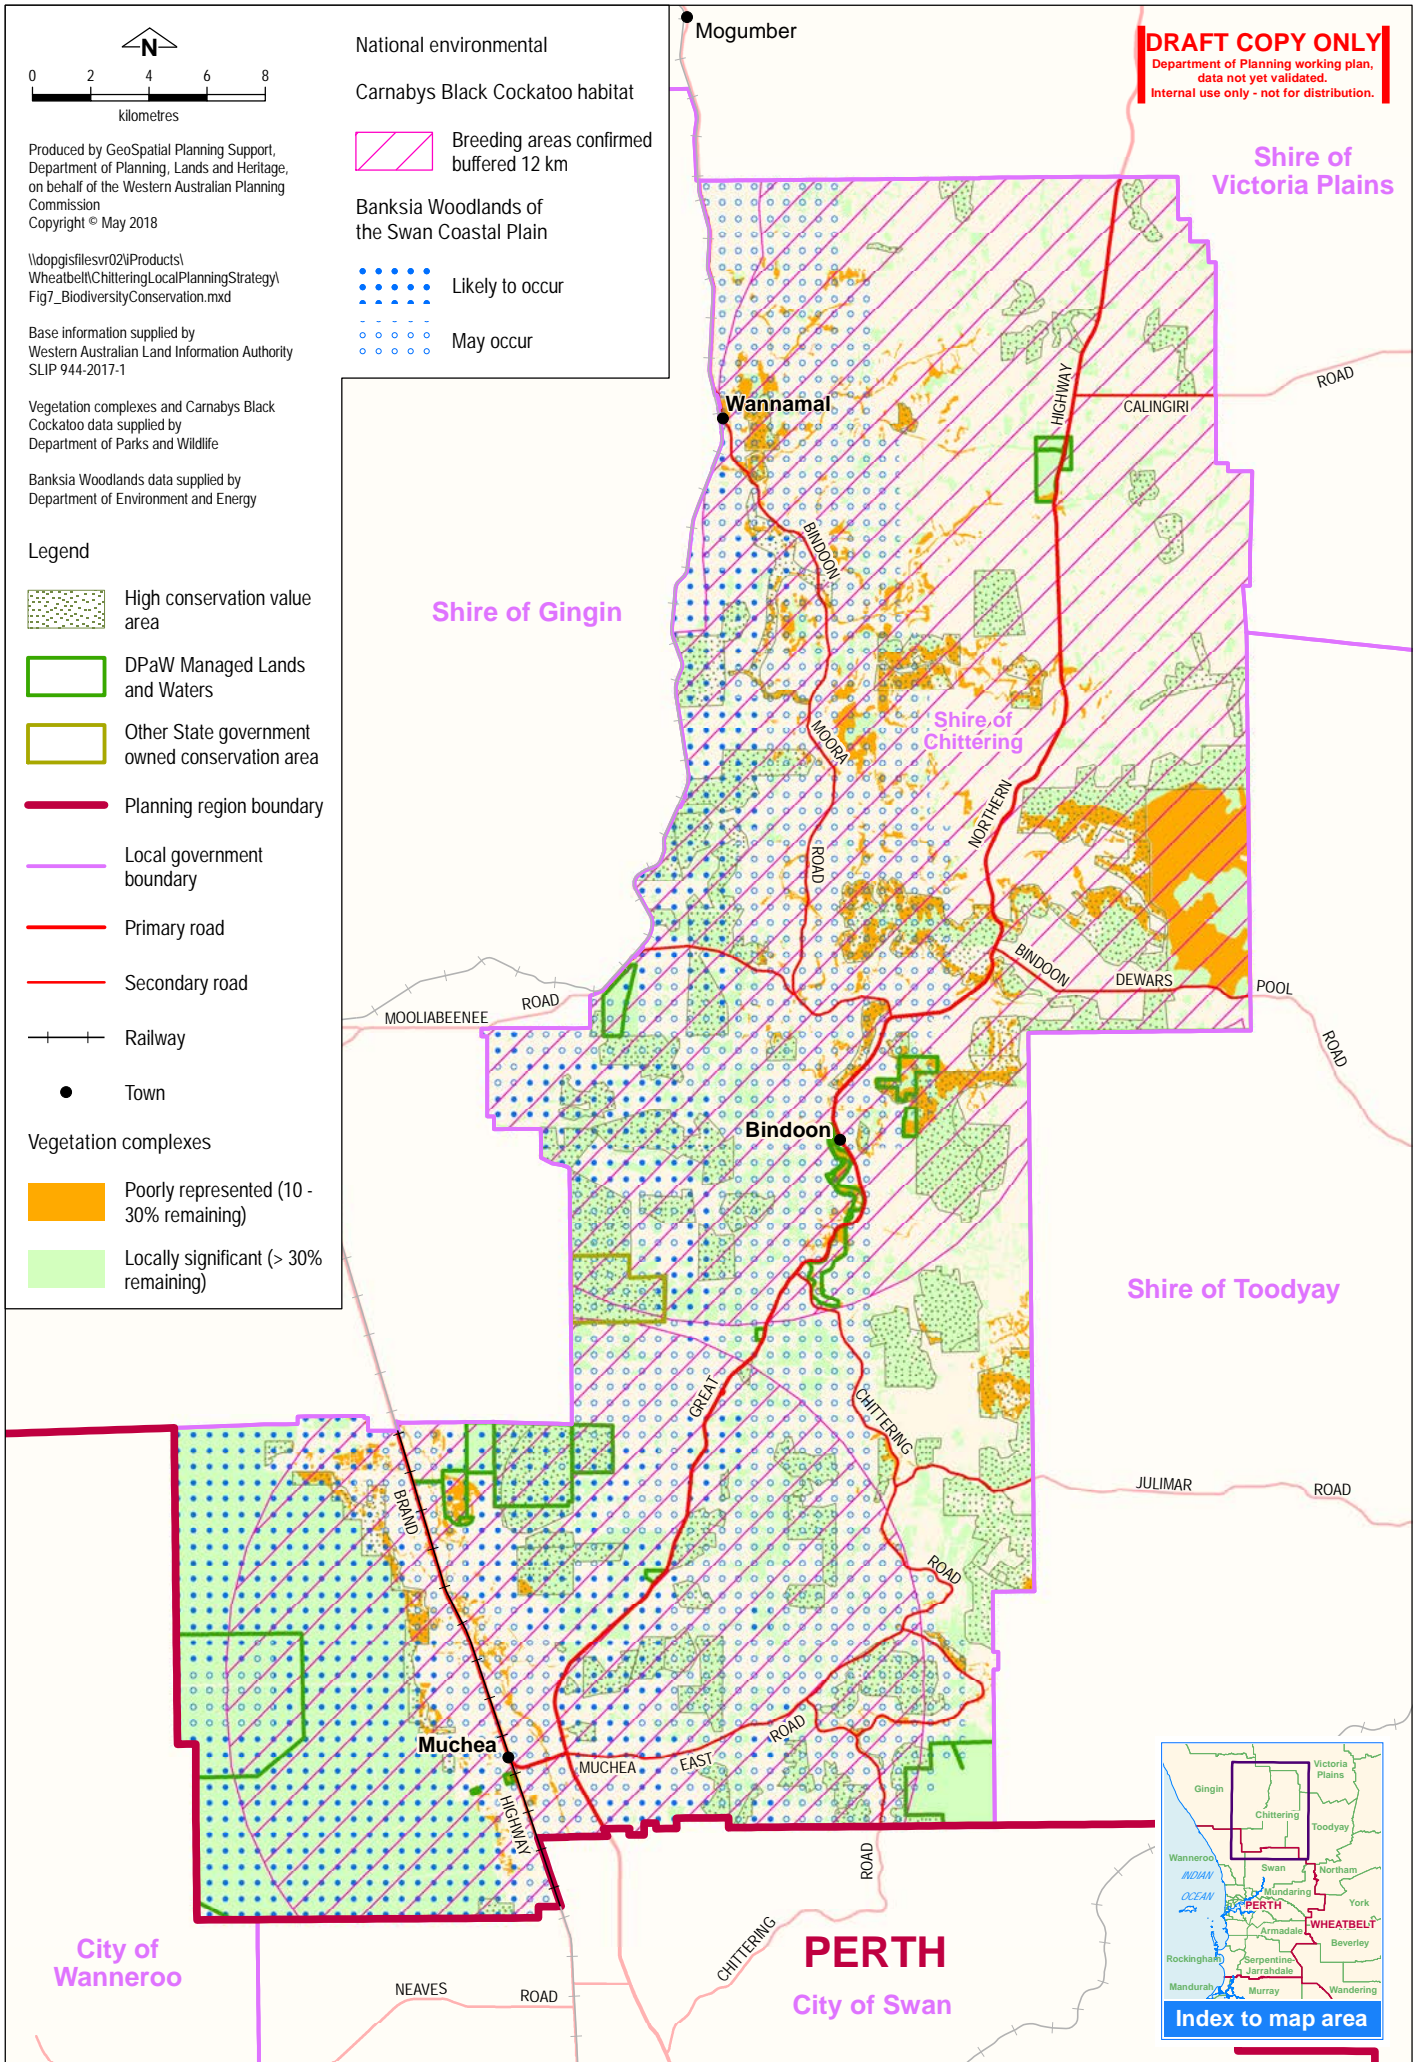 N
0 2 4 6 8
kilometres
Produced by GeoSpatial Planning Support,
Department of Planning, Lands and Heritage,
on behalf of the Western Australian Planning
Commission
Copyright © May 2018
\\dopgisfilesvr02\iProducts\
Wheatbelt\ChitteringLocalPlanningStrategy\
Fig7_BiodiversityConservation.mxd
Base information supplied by
Western Australian Land Information Authority
SLIP 944-2017-1
Vegetation complexes and Carnabys Black
Cockatoo data supplied by
Department of Parks and Wildlife
Banksia Woodlands data supplied by
Department of Environment and Energy
Legend
High conservation value
area
DPaW Managed Lands
and Waters
Other State government
owned conservation area
Planning region boundary
Local government
boundary
Primary road
Secondary road
Railway
Town
Vegetation complexes
Poorly represented (10 -
30% remaining)
Locally significant (> 30%
remaining)
National environmental
Carnabys Black Cockatoo habitat
Breeding areas confirmed
buffered 12 km
Banksia Woodlands of
the Swan Coastal Plain
Likely to occur
May occur
Mogumber
DRAFT COPY ONLY
Department of Planning working plan,
data not yet validated.
Internal use only - not for distribution.
Shire of
Victoria Plains
ROAD
CALINGIRI
HIGHWAY
Wannamal
BINDOON
Shire of Gingin
Shire of
Chittering
MOORA
NORTHERN
ROAD
BINDOON
DEWARS
POOL
ROAD
ROAD
MOOLIABEENEE
Bindoon
Shire of Toodyay
GREAT
CHITTERING
JULIMAR
ROAD
BRAND
ROAD
Muchea
MUCHEA
EAST
ROAD
HIGHWAY
ROAD
CHITTERING
City of
Wanneroo
NEAVES
ROAD
PERTH
City of Swan
Victoria
Plains
Gingin
Chittering
Toodyay
Wanneroo
Swan
Northam
INDIAN
OCEAN
Mundaring
York
PERTH
WHEATBELT
Armadale
Beverley
Rockingham
Serpentine-
Jarrahdale
Mandurah
Murray
Wandering
Index to map area